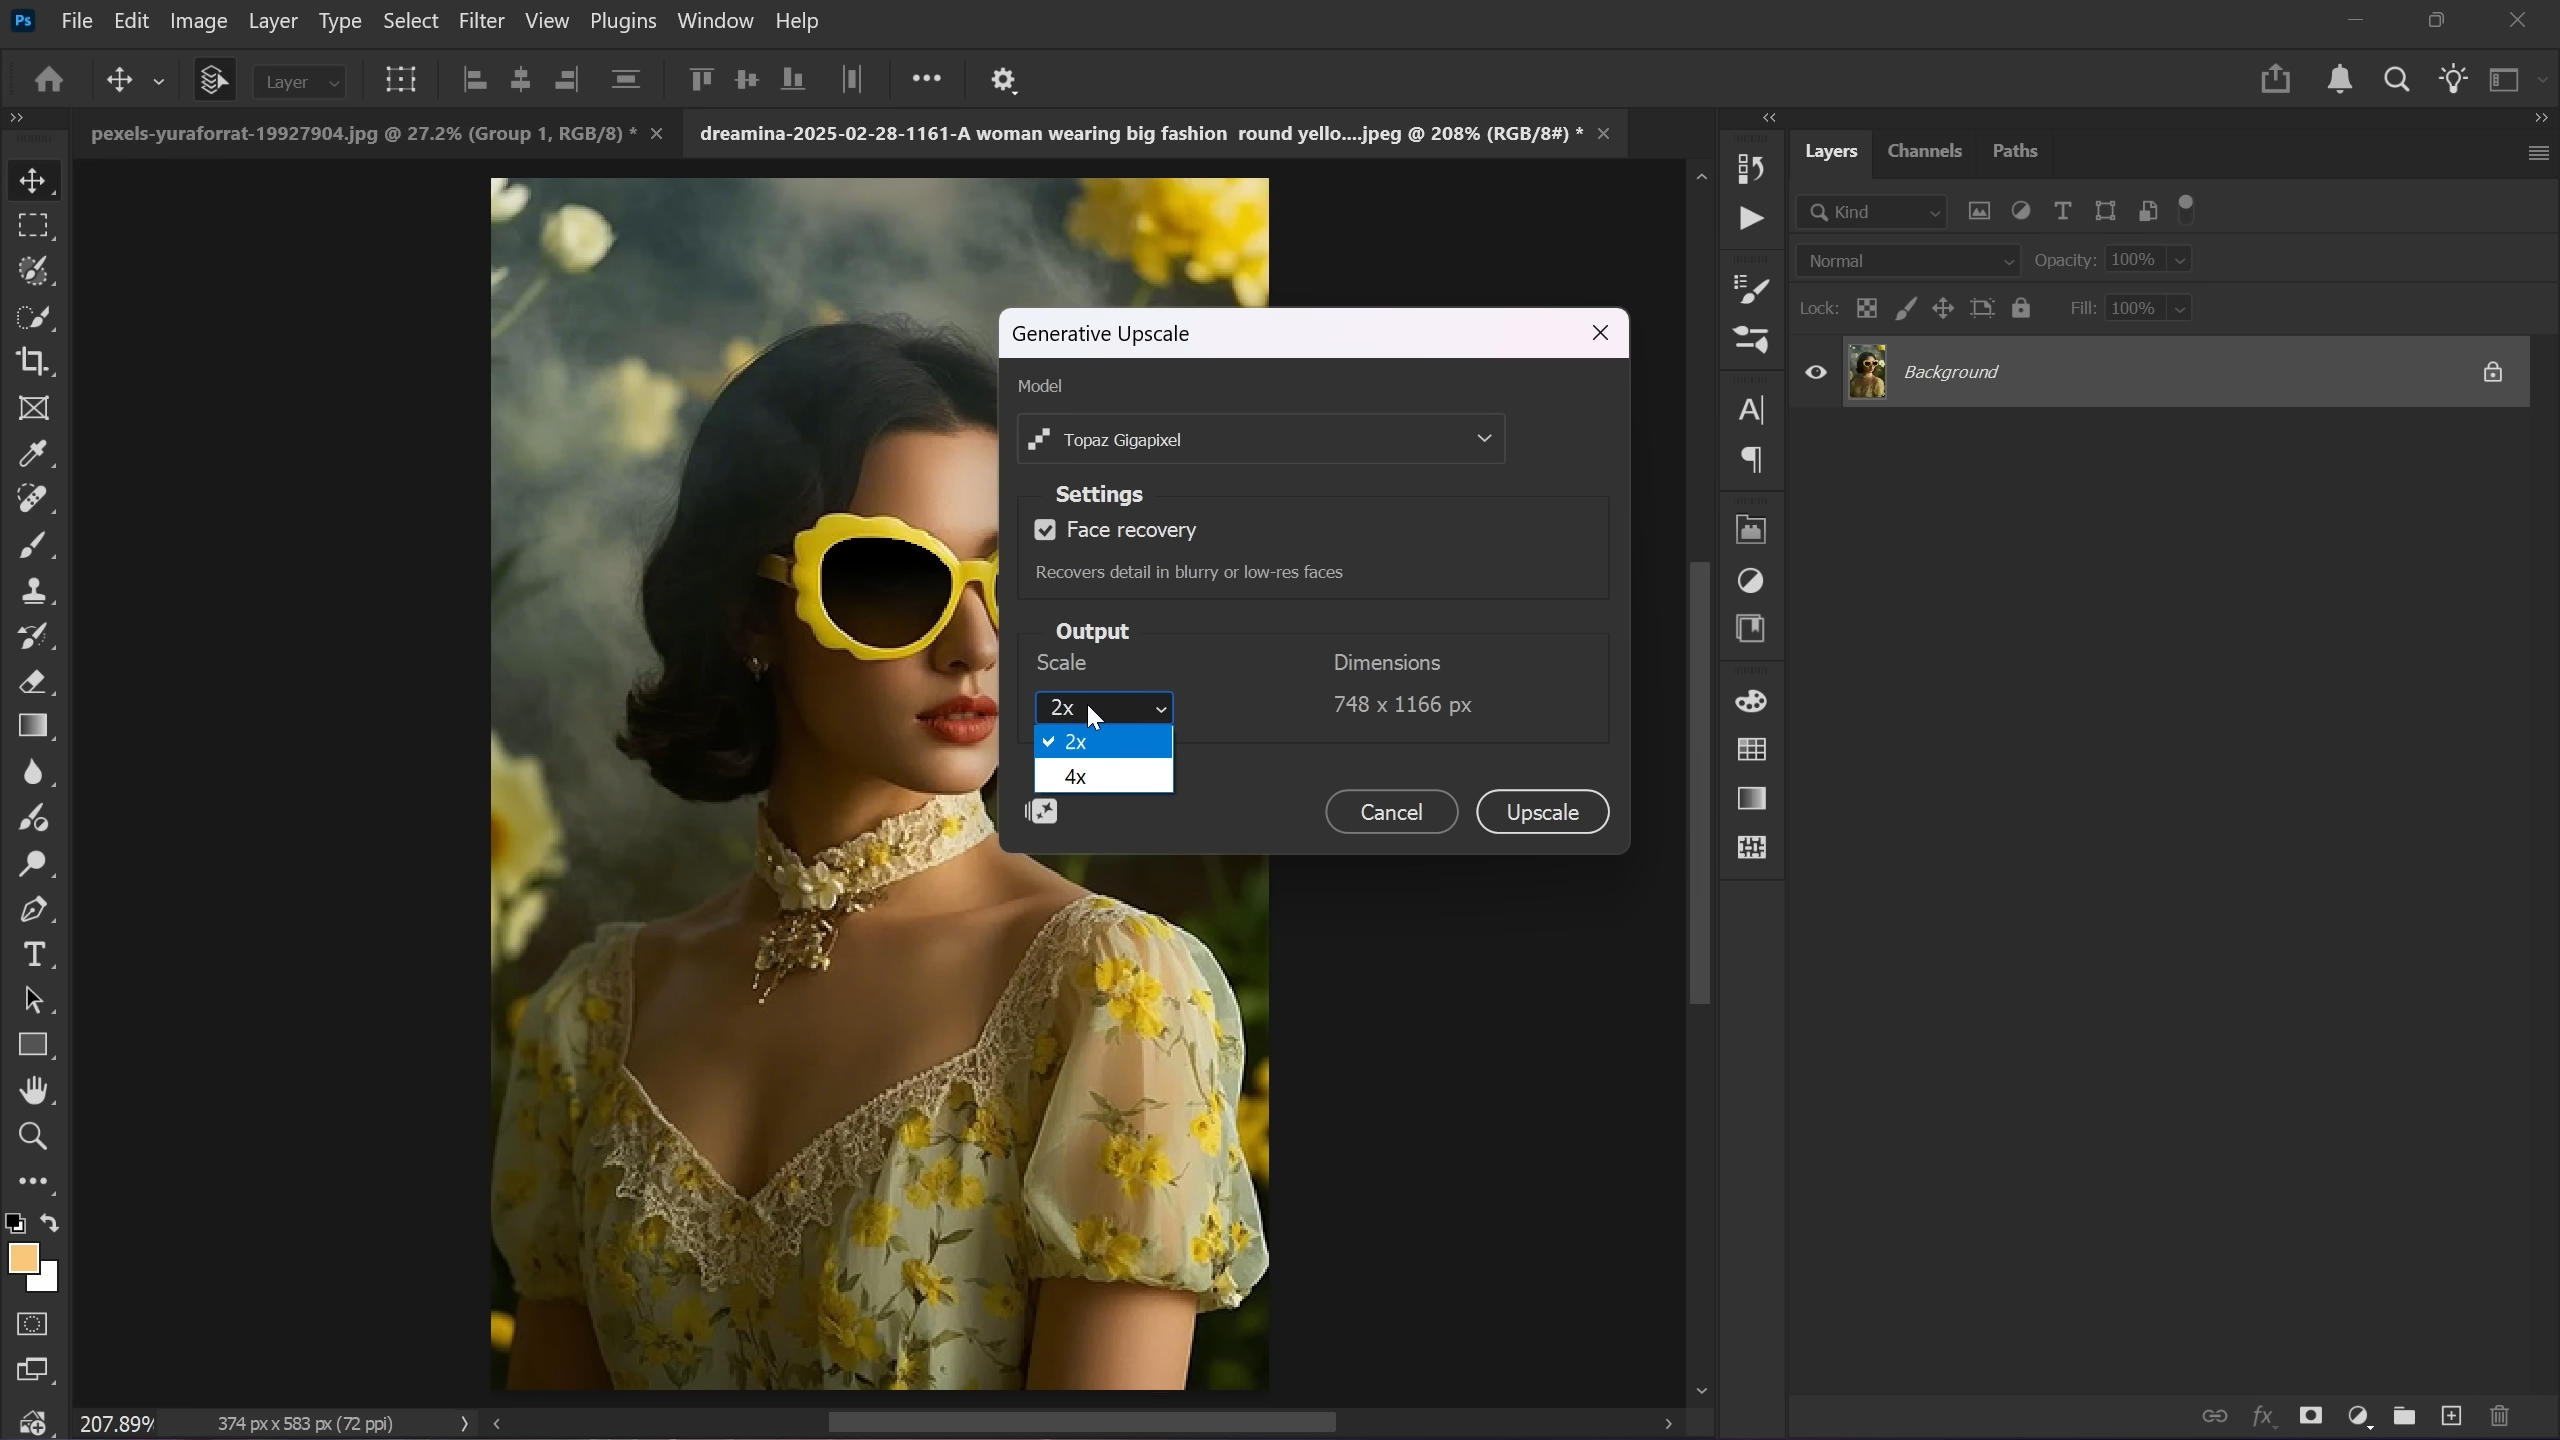 Ps File Edit Image Layer Type Select Filter View Plugins Window Help
Layer
pexels-yuraforrat-19927904.jpg @ 27.2% (Group 1, RGB/8) *
dreamina-2025-02-28-1161-A woman wearing big fashion  round yello....jpeg @ 208% (RGB/8#) *
Layers Channels Paths
Kind
Normal Opacity: 100%
Lock: Fill: 100%
Background
Generative Upscale
Model
Topaz Gigapixel
Settings
Face recovery
Recovers detail in blurry or low-res faces
Output
Scale Dimensions
2x 748 x 1166 px
2x
4x
Cancel Upscale
207.89% 374 px x 583 px (72 ppi)